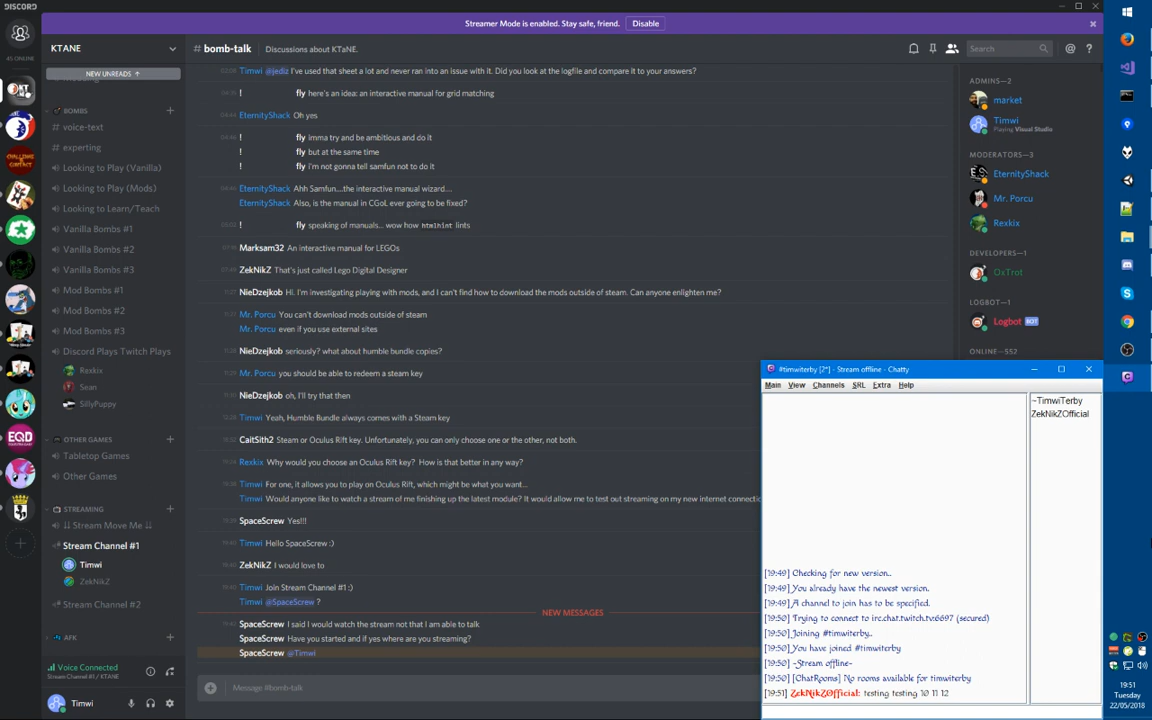 DISCORD
Streamer Mode is enabled. Stay safe, friend. Disable
45 ONLINE
KTANE
# bomb-talk Discussions about KTaNE.
Search
NEW UNREADS ↑
BOMBS
# voice-text
# experting
Looking to Play (Vanilla)
Looking to Play (Mods)
Looking to Learn/Teach
Vanilla Bombs #1
Vanilla Bombs #2
Vanilla Bombs #3
Mod Bombs #1
Mod Bombs #2
Mod Bombs #3
Discord Plays Twitch Plays
Rexkix
Sean
SillyPuppy
OTHER GAMES
Tabletop Games
Other Games
STREAMING
⇊ Stream Move Me ⇊
Stream Channel #1
Timwi
ZekNikZ
Stream Channel #2
AFK
Voice Connected
Stream Channel #1 / KTANE
Timwi
Timwi @jediz I've used that sheet a lot and never ran into an issue with it. Did you look at the logfile and compare it to your answers?
! fly here's an idea: an interactive manual for grid matching
EternityShack Oh yes
! fly imma try and be ambitious and do it
! fly but at the same time
! fly i'm not gonna tell samfun not to do it
EternityShack Ahh Samfun....the interactive manual wizard....
EternityShack Also, is the manual in CGoL ever going to be fixed?
! fly speaking of manuals.. wow how htmlhint lints
Marksam32 An interactive manual for LEGOs
ZekNikZ That's just called Lego Digital Designer
NieDzejkob Hi. I'm investigating playing with mods, and I can't find how to download the mods outside of steam. Can anyone enlighten me?
Mr. Porcu You can't download mods outside of steam
Mr. Porcu even if you use external sites
NieDzejkob seriously? what about humble bundle copies?
Mr. Porcu you should be able to redeem a steam key
NieDzejkob oh, I'll try that then
Timwi Yeah, Humble Bundle always comes with a Steam key
CaitSith2 Steam or Oculus Rift key. Unfortunately, you can only choose one or the other, not both.
Rexkix Why would you choose an Oculus Rift key? How is that better in any way?
Timwi For one, it allows you to play on Oculus Rift, which might be what you want...
Timwi Would anyone like to watch a stream of me finishing up the latest module? It would allow me to test out streaming on my new internet connectio
SpaceScrew Yes!!!
Timwi Hello SpaceScrew :)
ZekNikZ I would love to
Timwi Join Stream Channel #1 :)
Timwi @SpaceScrew ?
NEW MESSAGES
SpaceScrew I said I would watch the stream not that I am able to talk
SpaceScrew Have you started and if yes where are you streaming?
SpaceScrew @Timwi
Message #bomb-talk
ADMINS—2
market
Timwi
Playing Visual Studio
MODERATORS—3
EternityShack
Mr. Porcu
Rexkix
DEVELOPERS—1
OxTrot
LOGBOT—1
Logbot BOT
ONLINE—552
#timwiterby [2*] - Stream offline - Chatty
Main View Channels SRL Extra Help
~TimwiTerby
ZekNikZOfficial
[19:49] Checking for new version..
[19:49] You already have the newest version.
[19:49] A channel to join has to be specified.
[19:50] Trying to connect to irc.chat.twitch.tv:6697 (secured)
[19:50] Joining #timwiterby..
[19:50] You have joined #timwiterby
[19:50] ~Stream offline~
[19:50] [ChatRooms] No rooms available for timwiterby
[19:51] ZekNikZOfficial: testing testing 10 11 12
19:51
Tuesday
22/05/2018